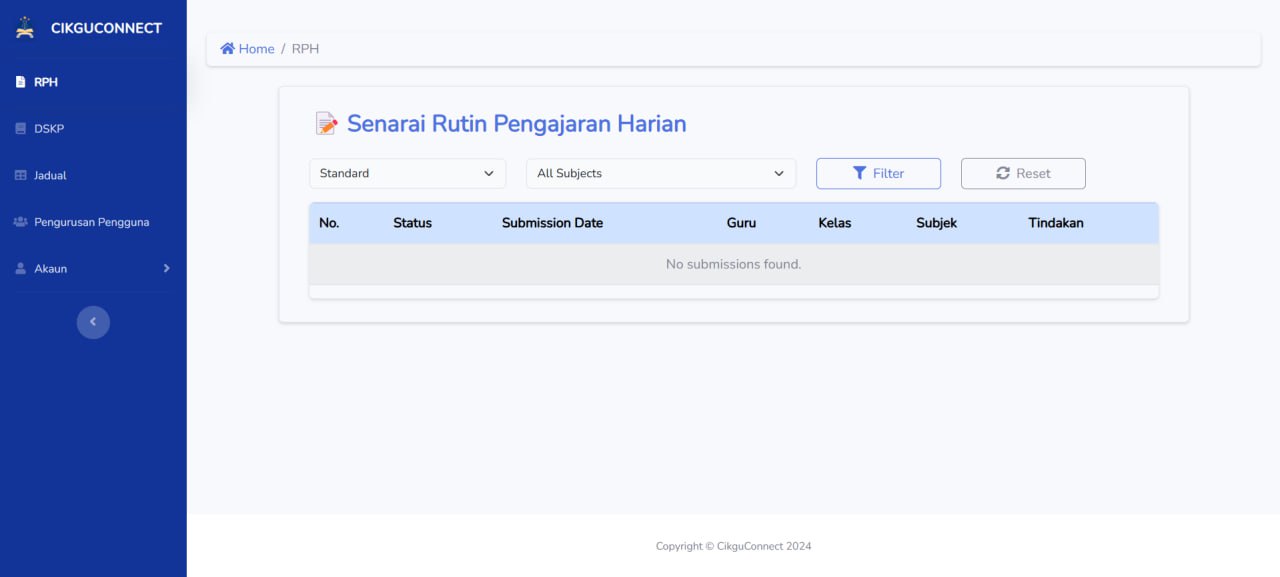 CIKGUCONNECT
RPH
DSKP
Jadual
Pengurusan Pengguna
Akaun
Home / RPH
Senarai Rutin Pengajaran Harian
Standard All Subjects Filter Reset
No. Status Submission Date Guru Kelas Subjek Tindakan
No submissions found.
Copyright © CikguConnect 2024